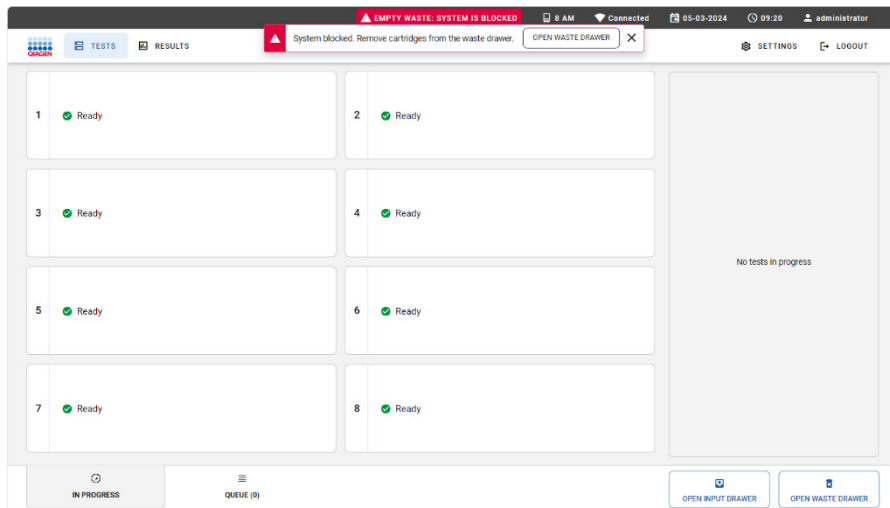 EMPTY WASTE: SYSTEM IS BLOCKED 8 AM Connected 05-03-2024 09:20 administrator
QIAGEN TESTS RESULTS System blocked. Remove cartridges from the waste drawer. OPEN WASTE DRAWER SETTINGS LOGOUT
1 Ready 2 Ready
3 Ready 4 Ready
No tests in progress
5 Ready 6 Ready
7 Ready 8 Ready
IN PROGRESS QUEUE (0) OPEN INPUT DRAWER OPEN WASTE DRAWER